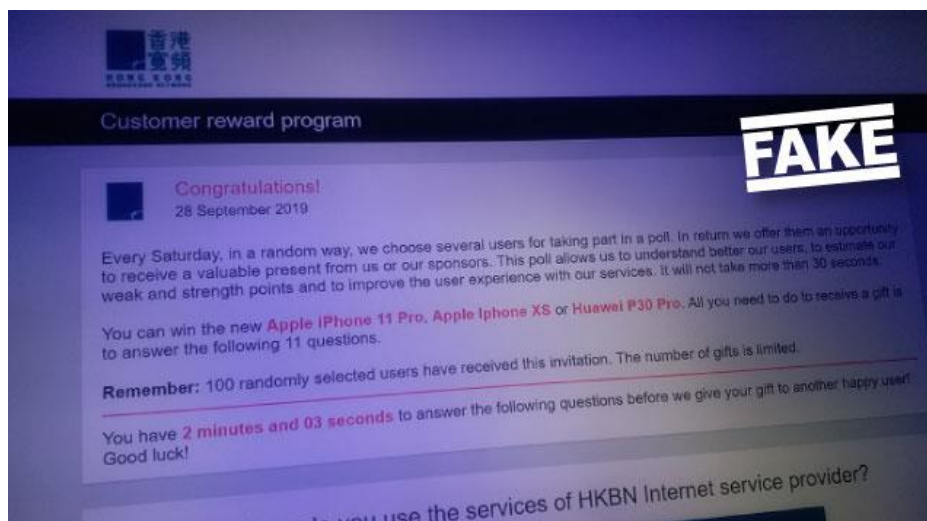 香港
寬頻
HONG KONG
BROADBAND NETWORK
Customer reward program
FAKE
Congratulations!
28 September 2019
Every Saturday, in a random way, we choose several users for taking part in a poll. In return we offer them an opportunity
to receive a valuable present from us or our sponsors. This poll allows us to understand better our users, to estimate our
weak and strength points and to improve the user experience with our services. It will not take more than 30 seconds.
You can win the new Apple iPhone 11 Pro, Apple Iphone XS or Huawei P30 Pro. All you need to do to receive a gift is
to answer the following 11 questions.
Remember: 100 randomly selected users have received this invitation. The number of gifts is limited.
You have 2 minutes and 03 seconds to answer the following questions before we give your gift to another happy user!
Good luck!
you use the services of HKBN Internet service provider?